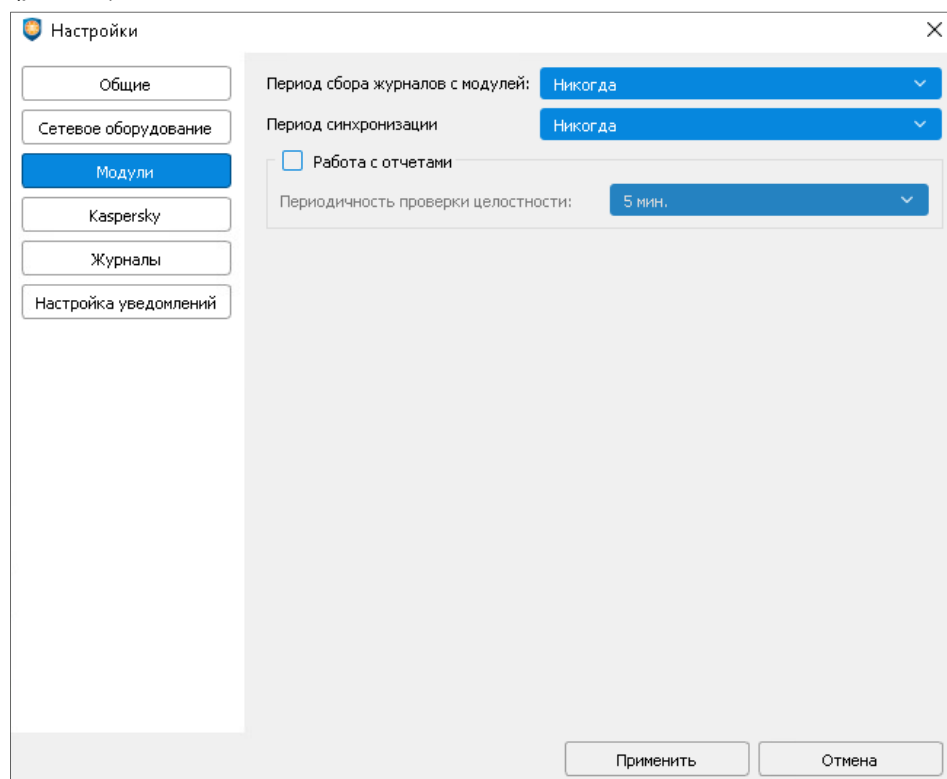 Настройки
Общие
Сетевое оборудование
Модули
Kaspersky
Журналы
Настройка уведомлений
Период сбора журналов с модулей: Никогда
Период синхронизации Никогда
Работа с отчетами
Периодичность проверки целостности: 5 мин.
Применить Отмена